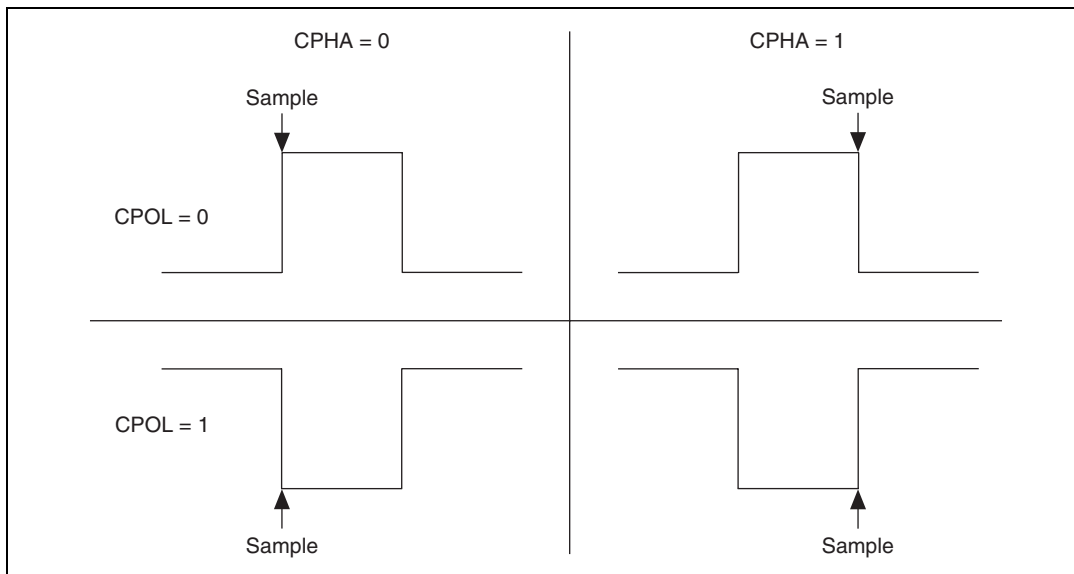 CPHA = 0
CPHA = 1
Sample
Sample
CPOL = 0
CPOL = 1
Sample
Sample